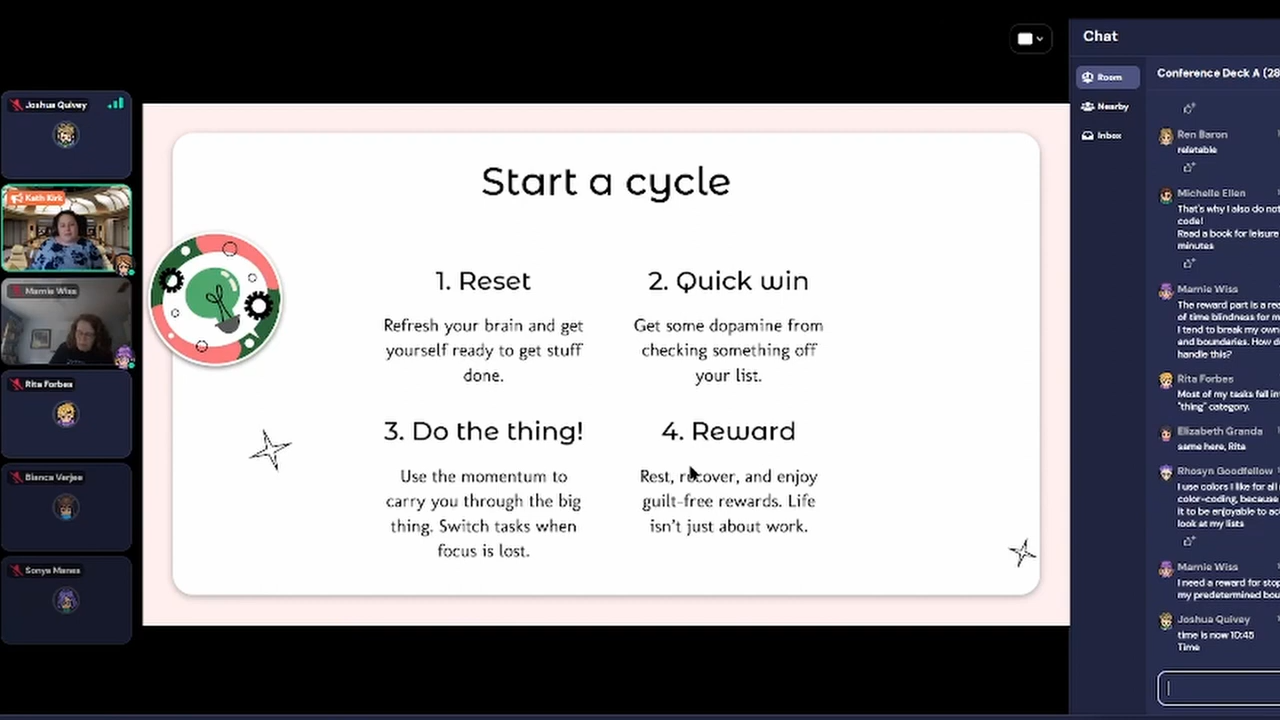 Joshua Quivey
Kath Kirk
Marnie Wiss
Rita Forbes
Bianca Verjee
Sonya Manes
Start a cycle
1. Reset
Refresh your brain and get
yourself ready to get stuff
done.
2. Quick win
Get some dopamine from
checking something off
your list.
3. Do the thing!
Use the momentum to
carry you through the big
thing. Switch tasks when
focus is lost.
4. Reward
Rest, recover, and enjoy
guilt-free rewards. Life
isn't just about work.
Chat
Room
Nearby
Inbox
Conference Deck A (28
Ren Baron
relatable
Michelle Ellen
That's why I also do not
code!
Read a book for leisure
minutes
Marnie Wiss
The reward part is a rea
of time blindness for m
I tend to break my own
and boundaries. How d
handle this?
Rita Forbes
Most of my tasks fall in
"thing" category.
Elizabeth Granda
same here, Rita
Rhosyn Goodfellow
I use colors I like for all
color-coding, because
it to be enjoyable to a
look at my lists
Marnie Wiss
I need a reward for stop
my predetermined bou
Joshua Quivey
time is now 10:45
Time